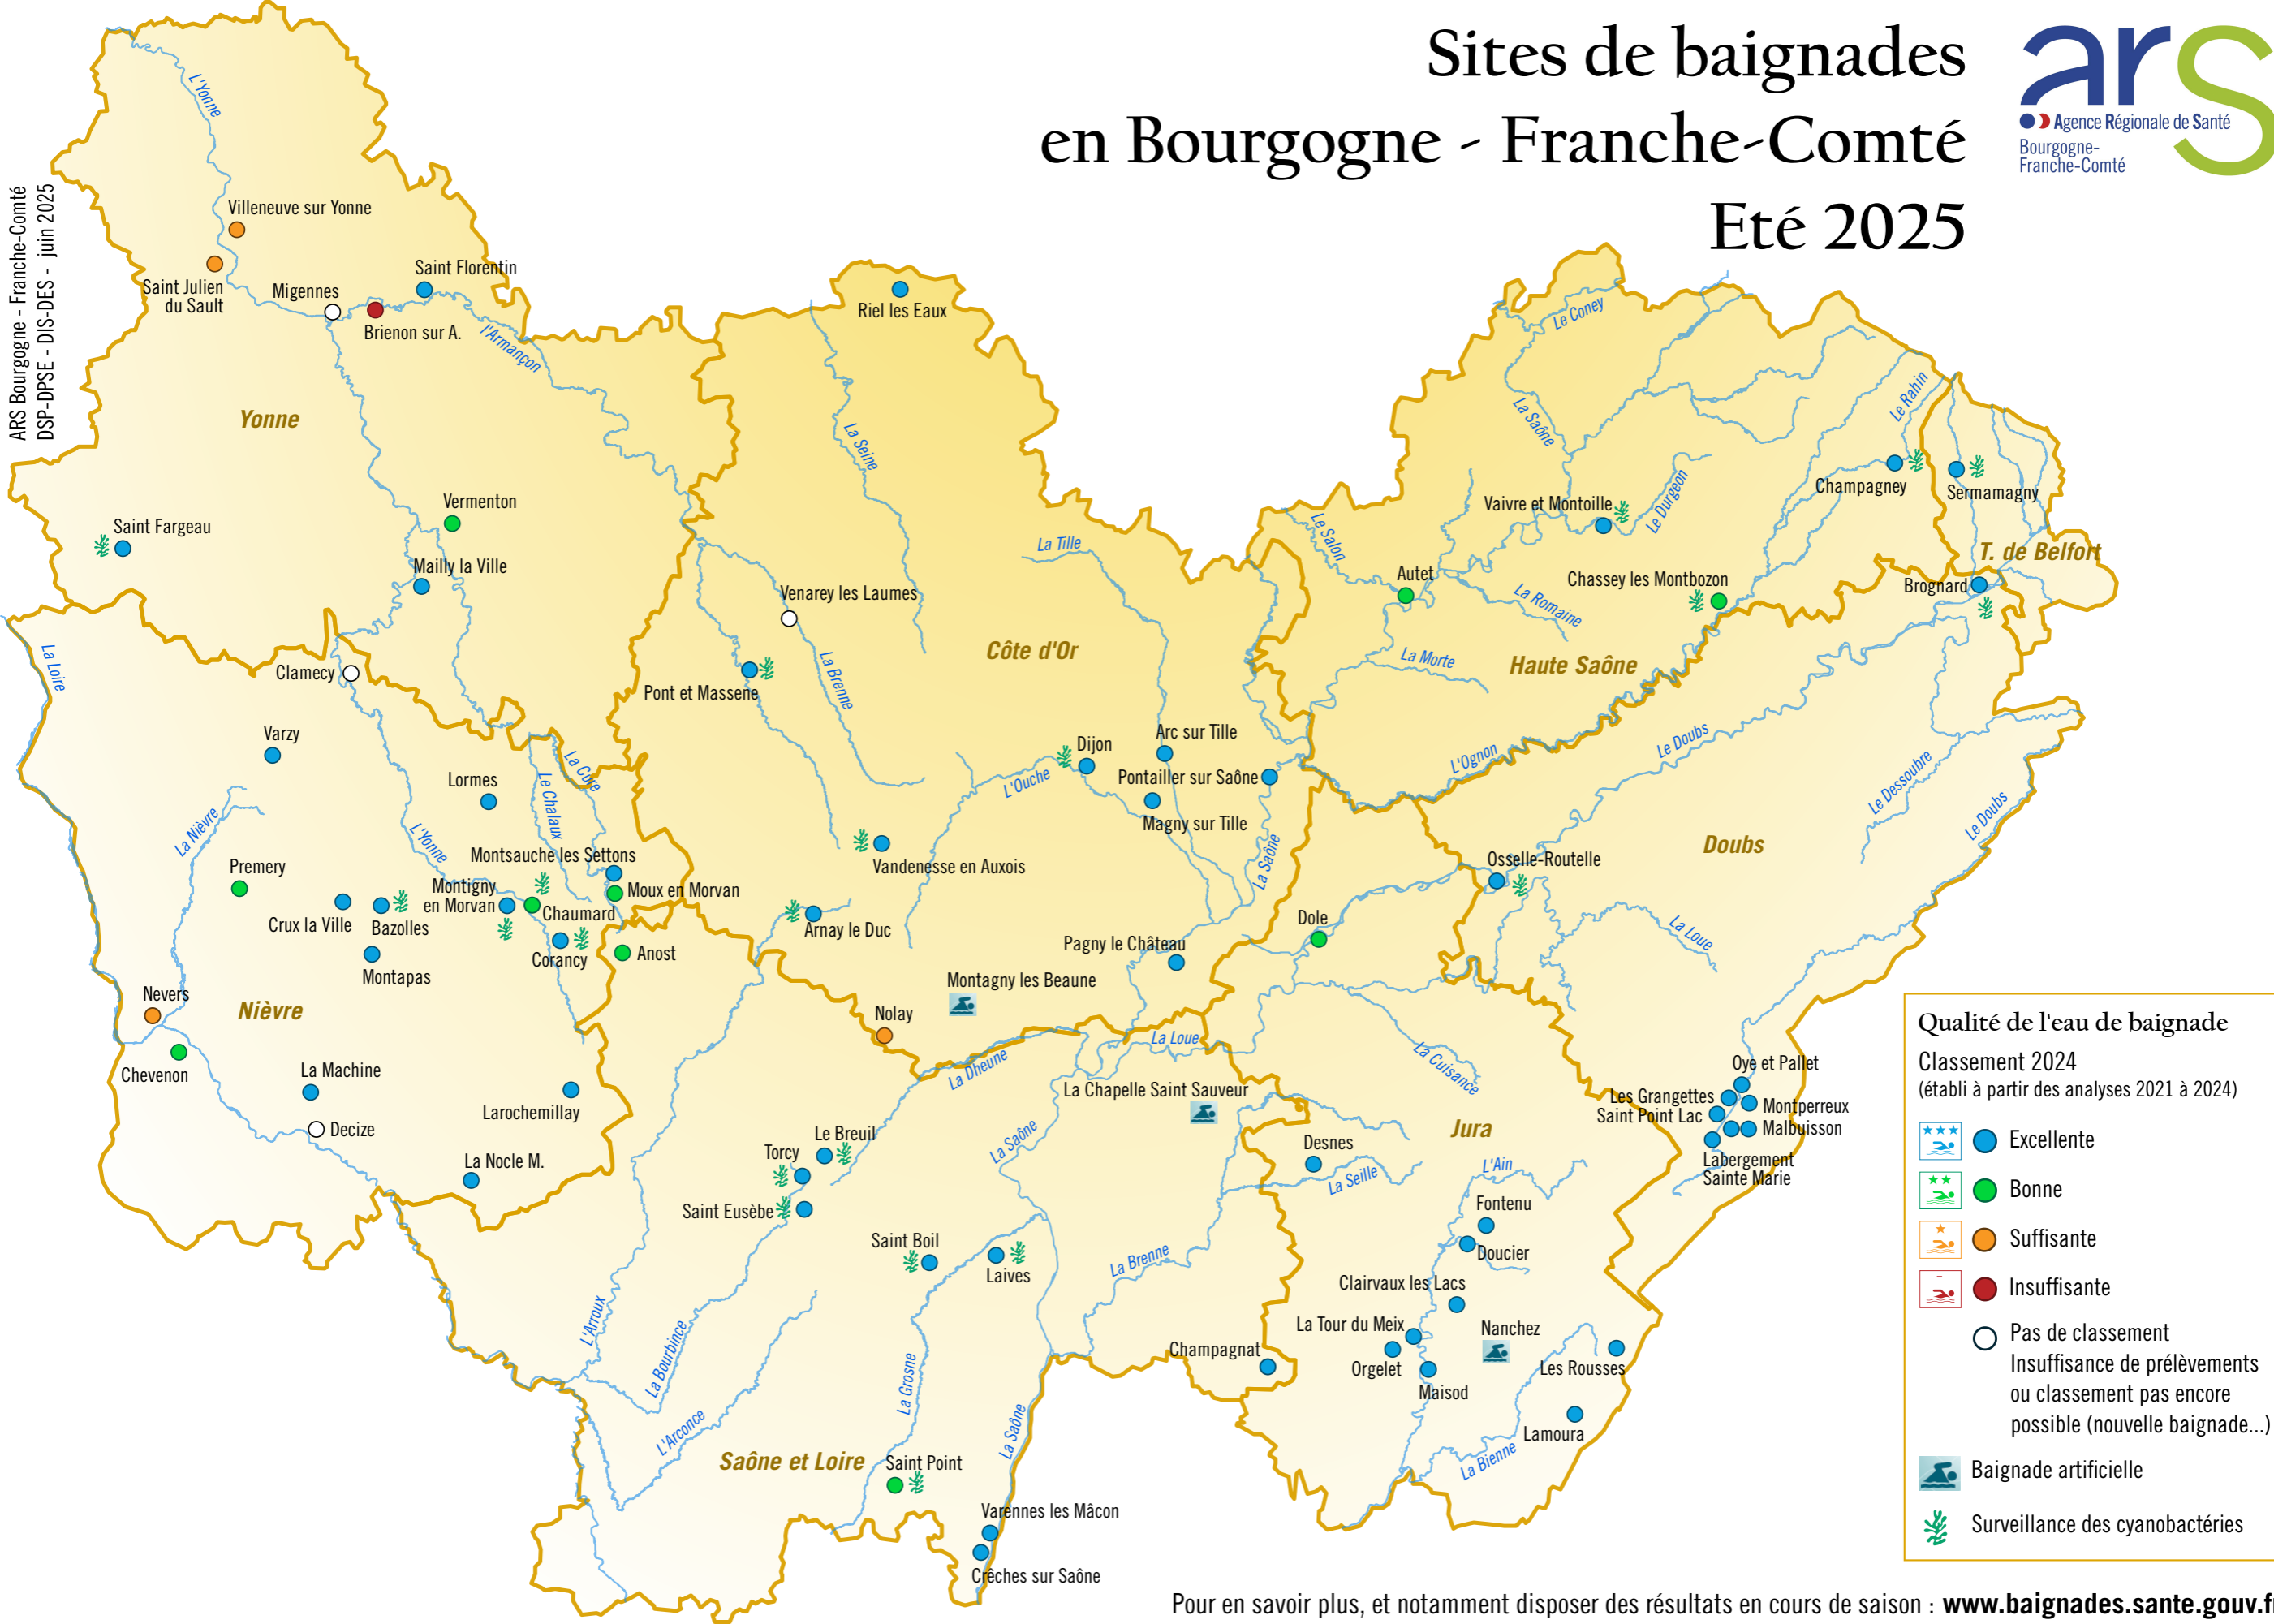 Sites de baignades
en Bourgogne - Franche-Comté
Eté 2025
ars
Agence Régionale de Santé
Bourgogne-
Franche-Comté
ARS Bourgogne - Franche-Comté
DSP-DPSE - DIS-DES - juin 2025
L'Yonne
Villeneuve sur Yonne
Saint Julien
du Sault
Migennes
Saint Florentin
Brienon sur A.
l'Armançon
Yonne
Vermenton
Saint Fargeau
Mailly la Ville
Riel les Eaux
La Seine
La Tille
Venarey les Laumes
La Brenne
Côte d'Or
Pont et Massene
Dijon
L'Ouche
Arc sur Tille
Pontailler sur Saône
Magny sur Tille
La Saône
Vandenesse en Auxois
Arnay le Duc
Pagny le Château
Montagny les Beaune
Nolay
Le Coney
La Saône
Le Rahin
Champagney
Sermamagny
T. de Belfort
Brognard
Vaivre et Montoille
Le Durgeon
Le Salon
Autet
Chassey les Montbozon
La Romaine
La Morte
Haute Saône
L'Ognon
Le Doubs
Le Dessoubre
Le Doubs
Doubs
Osselle-Routelle
La Loue
Dole
La Loire
Clamecy
Varzy
Lormes
La Cure
Le Chalaux
L'Yonne
La Nièvre
Montsauche les Settons
Premery
Montigny
en Morvan
Moux en Morvan
Chaumard
Crux la Ville
Bazolles
Corancy
Anost
Montapas
Nevers
Nièvre
Chevenon
La Machine
Larochemillay
Decize
La Nocle M.
La Dheune
La Loue
La Chapelle Saint Sauveur
La Cuisance
Le Breuil
Torcy
Saint Eusèbe
La Saône
Saint Boil
Laives
La Brenne
L'Arroux
La Bourbince
L'Arconce
La Grosne
La Saône
Saône et Loire
Saint Point
Varennes les Mâcon
Crêches sur Saône
Champagnat
Desnes
La Seille
Jura
L'Ain
Fontenu
Doucier
Clairvaux les Lacs
La Tour du Meix
Orgelet
Maisod
Nanchez
Les Rousses
Lamoura
La Bienne
Oye et Pallet
Les Grangettes
Saint Point Lac
Montperreux
Malbuisson
Labergement
Sainte Marie
Qualité de l'eau de baignade
Classement 2024
(établi à partir des analyses 2021 à 2024)
Excellente
Bonne
Suffisante
Insuffisante
Pas de classement
Insuffisance de prélèvements
ou classement pas encore
possible (nouvelle baignade...)
Baignade artificielle
Surveillance des cyanobactéries
Pour en savoir plus, et notamment disposer des résultats en cours de saison : www.baignades.sante.gouv.fr